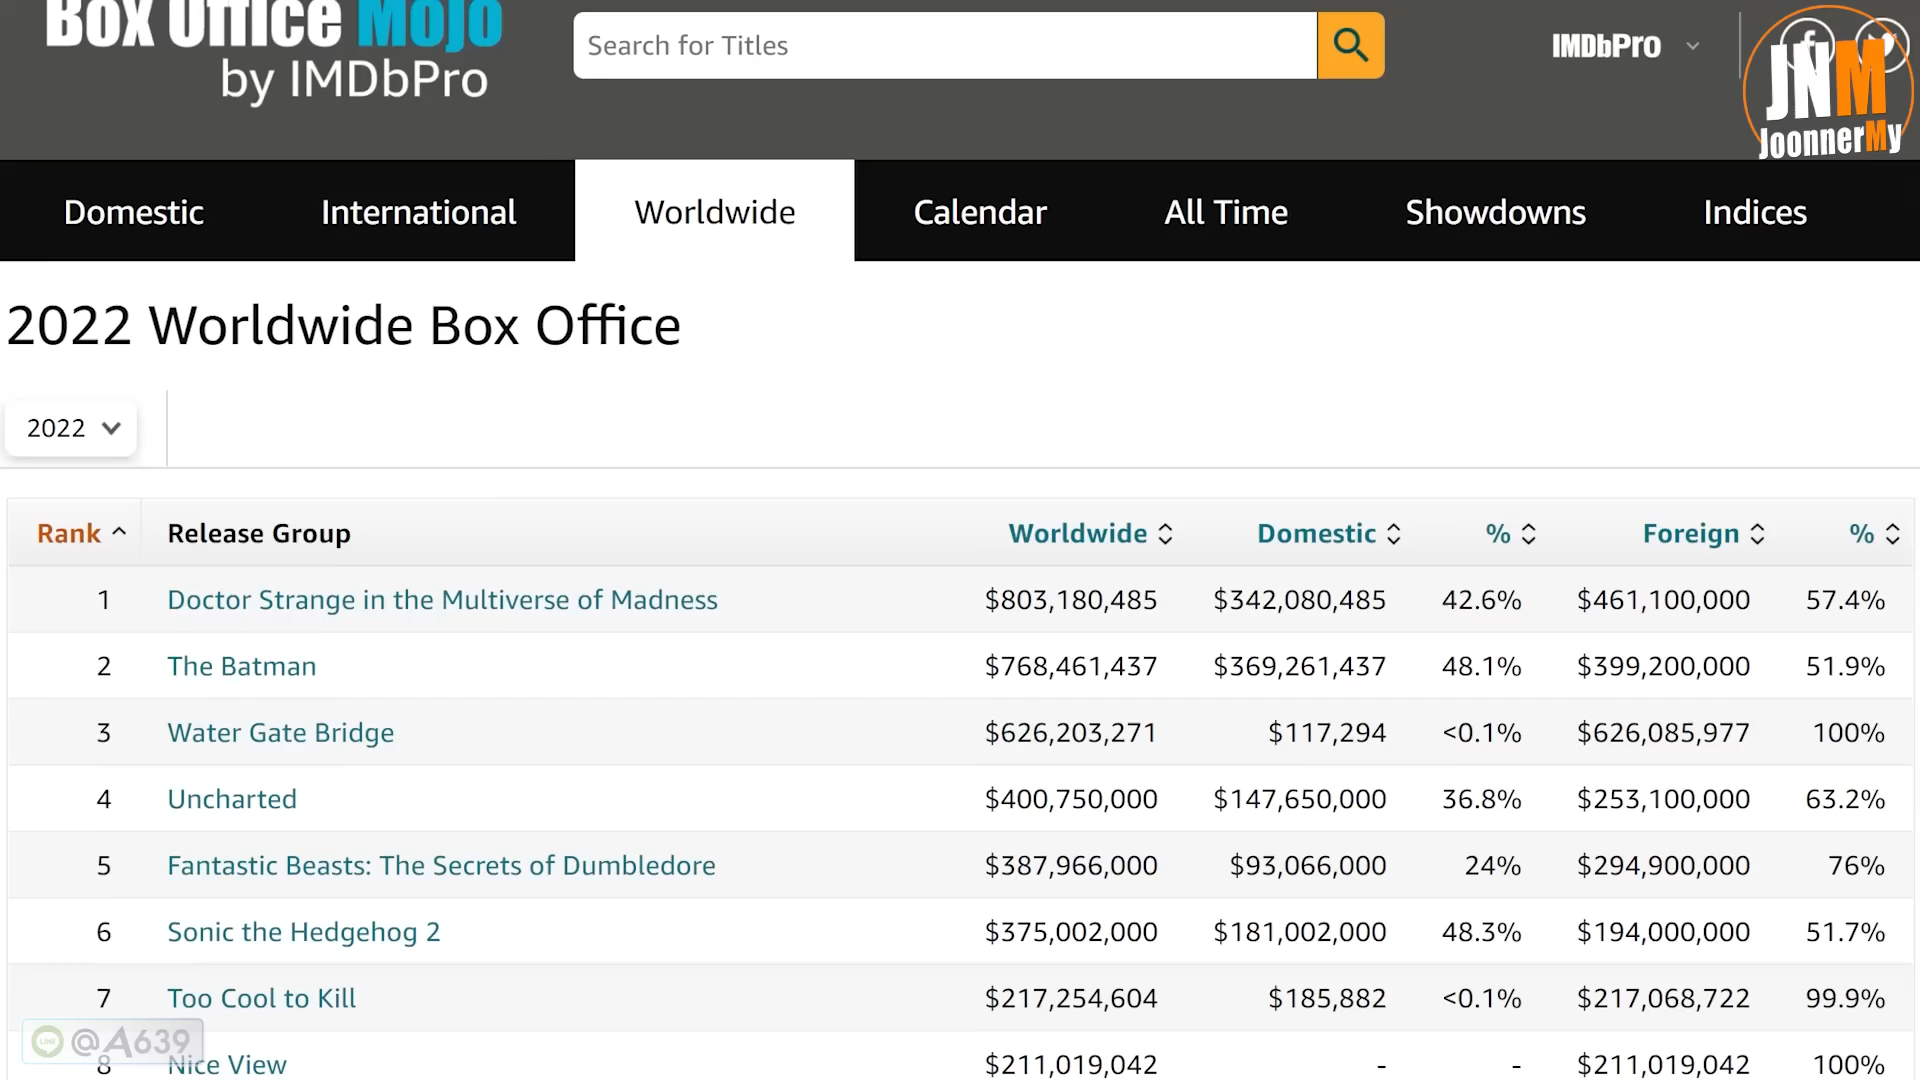 Box Office Mojo
by IMDbPro
Search for Titles
IMDbPro
JNM
JoonnerMy
Domestic International Worldwide Calendar All Time Showdowns Indices
2022 Worldwide Box Office
2022
Rank Release Group Worldwide Domestic % Foreign %
1 Doctor Strange in the Multiverse of Madness $803,180,485 $342,080,485 42.6% $461,100,000 57.4%
2 The Batman $768,461,437 $369,261,437 48.1% $399,200,000 51.9%
3 Water Gate Bridge $626,203,271 $117,294 <0.1% $626,085,977 100%
4 Uncharted $400,750,000 $147,650,000 36.8% $253,100,000 63.2%
5 Fantastic Beasts: The Secrets of Dumbledore $387,966,000 $93,066,000 24% $294,900,000 76%
6 Sonic the Hedgehog 2 $375,002,000 $181,002,000 48.3% $194,000,000 51.7%
7 Too Cool to Kill $217,254,604 $185,882 <0.1% $217,068,722 99.9%
LINE @A639
8 Nice View $211,019,042 - - $211,019,042 100%